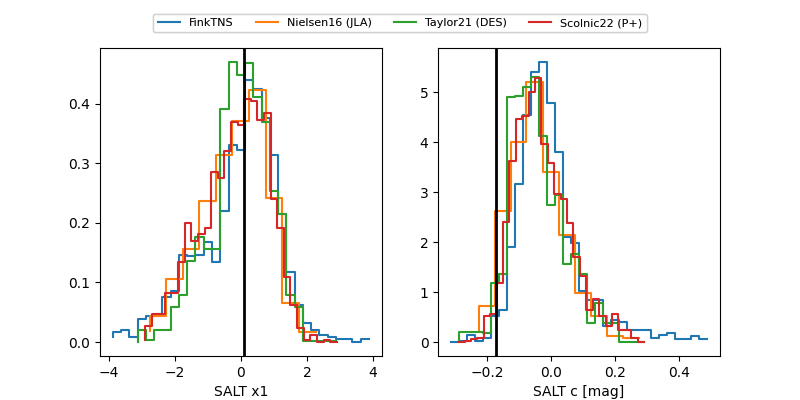 FinkTNS Nielsen16 (JLA) Taylor21 (DES) Scolnic22 (P+)
0.4
0.3
0.2
0.1
0.0
−4 −2 0 2 4
SALT x1
5
4
3
2
1
0
−0.2 0.0 0.2 0.4
SALT c [mag]